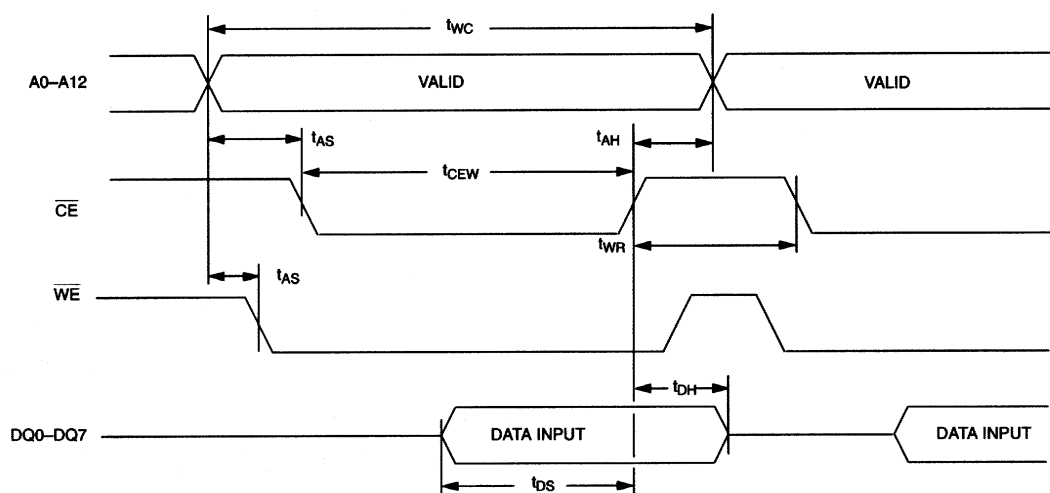 tWC
A0–A12
VALID
VALID
tAS
tAH
tCEW
CE
tWR
tAS
WE
tDH
DQ0–DQ7
DATA INPUT
DATA INPUT
tDS